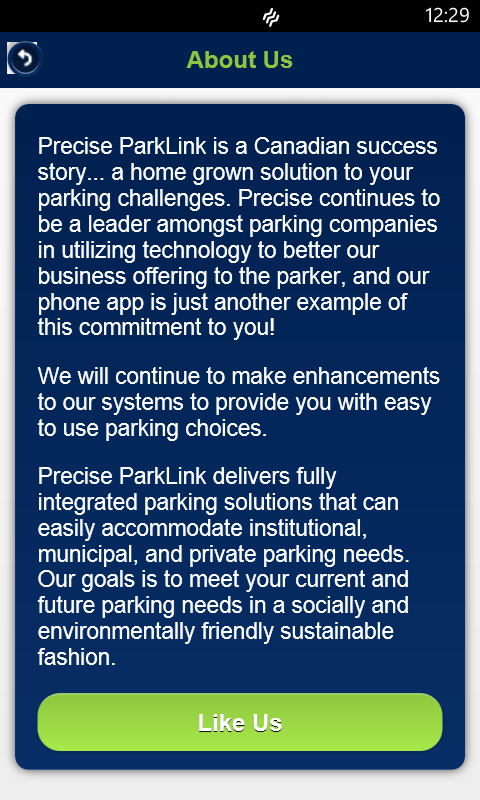 12:29
About Us
Precise ParkLink is a Canadian success
story... a home grown solution to your
parking challenges. Precise continues to
be a leader amongst parking companies
in utilizing technology to better our
business offering to the parker, and our
phone app is just another example of
this commitment to you!
We will continue to make enhancements
to our systems to provide you with easy
to use parking choices.
Precise ParkLink delivers fully
integrated parking solutions that can
easily accommodate institutional,
municipal, and private parking needs.
Our goals is to meet your current and
future parking needs in a socially and
environmentally friendly sustainable
fashion.
Like Us